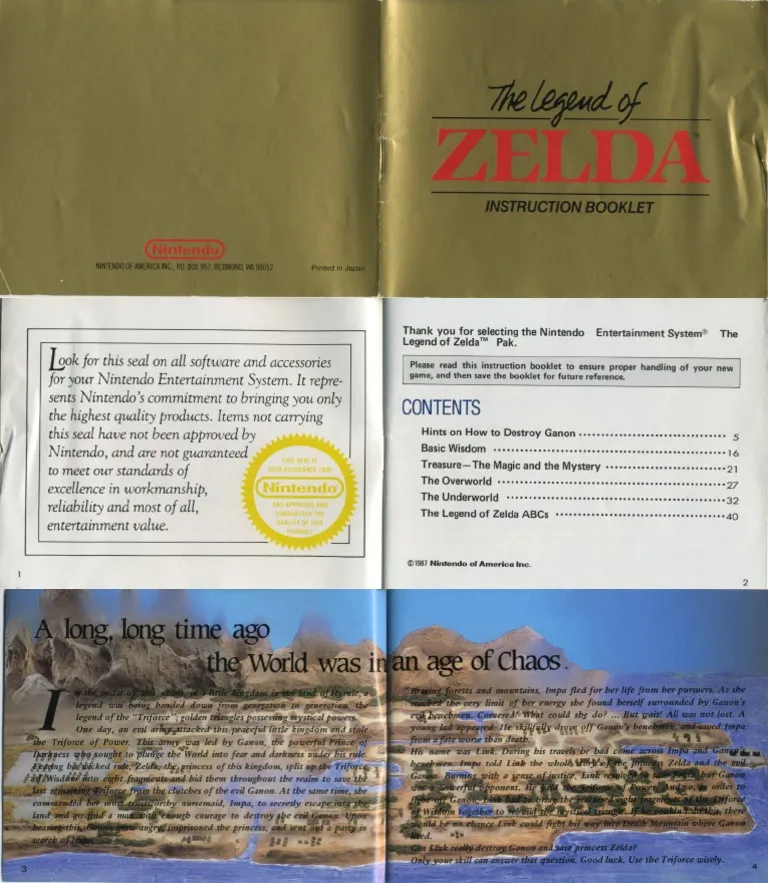 Nintendo
NINTENDO OF AMERICA INC., P.O. BOX 957, REDMOND, WA 98052
Printed in Japan
The Legend of
ZELDA™
INSTRUCTION BOOKLET
Look for this seal on all software and accessories
for your Nintendo Entertainment System. It repre-
sents Nintendo's commitment to bringing you only
the highest quality products. Items not carrying
this seal have not been approved by
Nintendo, and are not guaranteed
to meet our standards of
excellence in workmanship,
reliability and most of all,
entertainment value.
THIS SEAL IS
YOUR ASSURANCE THAT
Nintendo
HAS APPROVED AND
GUARANTEED THE
QUALITY OF THIS
PRODUCT
1
Thank you for selecting the Nintendo Entertainment System® The
Legend of Zelda™ Pak.
Please read this instruction booklet to ensure proper handling of your new
game, and then save the booklet for future reference.
CONTENTS
Hints on How to Destroy Ganon 5
Basic Wisdom 16
Treasure—The Magic and the Mystery 21
The Overworld 27
The Underworld 32
The Legend of Zelda ABCs 40
©1987 Nintendo of America Inc.
2
A long, long time ago
the World was in an age of Chaos.
In the midst of this chaos, in a little kingdom in the land of Hyrule, a
legend was being handed down from generation to generation, the
legend of the "Triforce"; golden triangles possessing mystical powers.
One day, an evil army attacked this peaceful little kingdom and stole
the Triforce of Power. This army was led by Ganon, the powerful Prince of
Darkness who sought to plunge the World into fear and darkness under his rule.
Fearing his wicked rule, Zelda, the princess of this kingdom, split up the Triforce
of Wisdom into eight fragments and hid them throughout the realm to save the
last remaining Triforce from the clutches of the evil Ganon. At the same time, she
commanded her most trustworthy nursemaid, Impa, to secretly escape into the
land and go find a man with enough courage to destroy the evil Ganon. Upon
hearing this, Ganon grew angry, imprisoned the princess, and sent out a party in
search of Impa.
3
Braving forests and mountains, Impa fled for her life from her pursuers. As she
reached the very limit of her energy she found herself surrounded by Ganon's
evil henchmen. Cornered! What could she do? ... But wait! All was not lost. A
young lad appeared. He skillfully drove off Ganon's henchmen, and saved Impa
from a fate worse than death.
His name was Link. During his travels he had come across Impa and Ganon's
henchmen. Impa told Link the whole story of the princess Zelda and the evil
Ganon. Burning with a sense of justice, Link resolved to save Zelda, but Ganon
was a powerful opponent. He held the Triforce of Power. And so, in order to
fight off Ganon, Link had to bring the scattered eight fragments of the Triforce
of Wisdom together to rebuild the mystical triangle. If he couldn't do this, there
would be no chance Link could fight his way into Death Mountain where Ganon
lived.
Can Link really destroy Ganon and save princess Zelda?
Only your skill can answer that question. Good luck. Use the Triforce wisely.
4